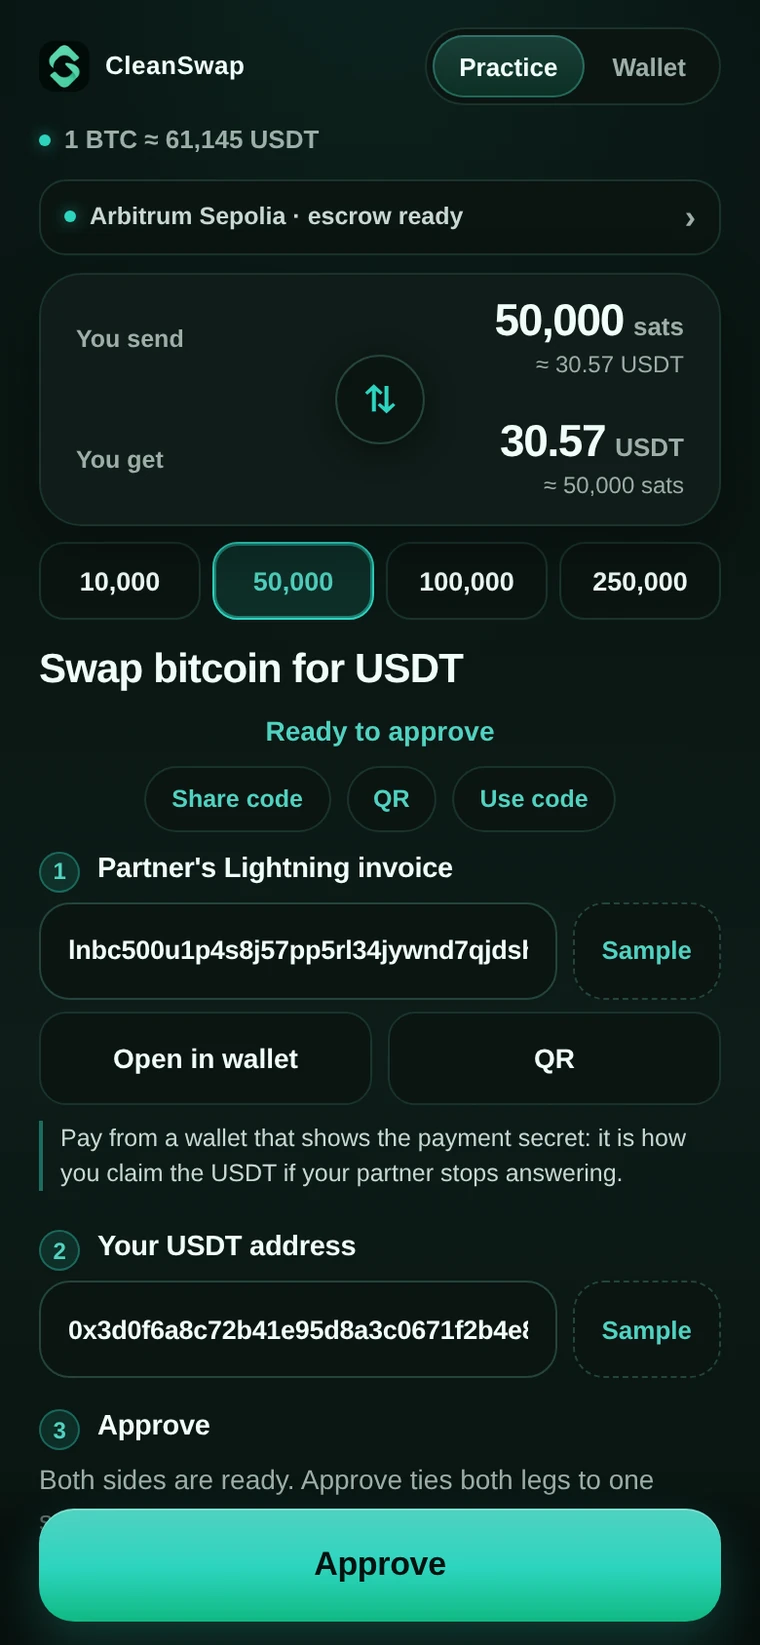 CleanSwap
Practice
Wallet
1 BTC ≈ 61,145 USDT
Arbitrum Sepolia · escrow ready ›
You send
50,000 sats
≈ 30.57 USDT
You get
30.57 USDT
≈ 50,000 sats
10,000
50,000
100,000
250,000
Swap bitcoin for USDT
Ready to approve
Share code
QR
Use code
1 Partner's Lightning invoice
lnbc500u1p4s8j57pp5rl34jywnd7qjds
Sample
Open in wallet
QR
Pay from a wallet that shows the payment secret: it is how
you claim the USDT if your partner stops answering.
2 Your USDT address
0x3d0f6a8c72b41e95d8a3c0671f2b4e
Sample
3 Approve
Both sides are ready. Approve ties both legs to one
Approve